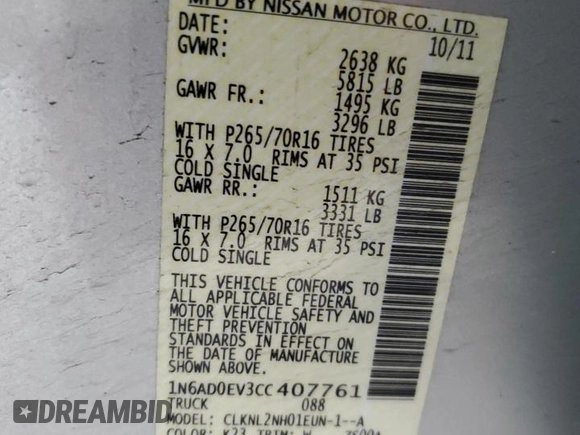 MFD BY NISSAN MOTOR CO., LTD.
DATE: 10/11
GVWR: 2638 KG
5815 LB
GAWR FR.: 1495 KG
3296 LB
WITH P265/70R16 TIRES
16 X 7.0 RIMS AT 35 PSI
COLD SINGLE
GAWR RR.: 1511 KG
3331 LB
WITH P265/70R16 TIRES
16 X 7.0 RIMS AT 35 PSI
COLD SINGLE
THIS VEHICLE CONFORMS TO
ALL APPLICABLE FEDERAL
MOTOR VEHICLE SAFETY AND
THEFT PREVENTION
STANDARDS IN EFFECT ON
THE DATE OF MANUFACTURE
SHOWN ABOVE.
1N6AD0EV3CC407761
TRUCK 088
MODEL: CLKNL2NH01EUN-1--A
COLOR: K23 TRIM: W
AUTOBIDCAR